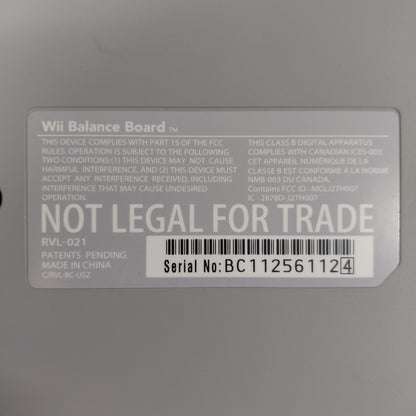 Wii Balance Board TM
THIS DEVICE COMPLIES WITH PART 15 OF THE FCC
RULES. OPERATION IS SUBJECT TO THE FOLLOWING
TWO CONDITIONS:(1) THIS DEVICE MAY NOT CAUSE
HARMFUL INTERFERENCE, AND (2) THIS DEVICE MUST
ACCEPT ANY INTERFERENCE RECEIVED, INCLUDING
INTERFERENCE THAT MAY CAUSE UNDESIRED
OPERATION.
THIS CLASS B DIGITAL APPARATUS
COMPLIES WITH CANADIAN ICES-003.
CET APPAREIL NUMÉRIQUE DE LA
CLASSE B EST CONFORME À LA NORME
NMB-003 DU CANADA.
Contains FCC ID : MCLJ27H007
IC : 2878D-J27H007
NOT LEGAL FOR TRADE
RVL-021
PATENTS PENDING
MADE IN CHINA
C/RVL-BC-USZ
Serial No: BC11256112 4